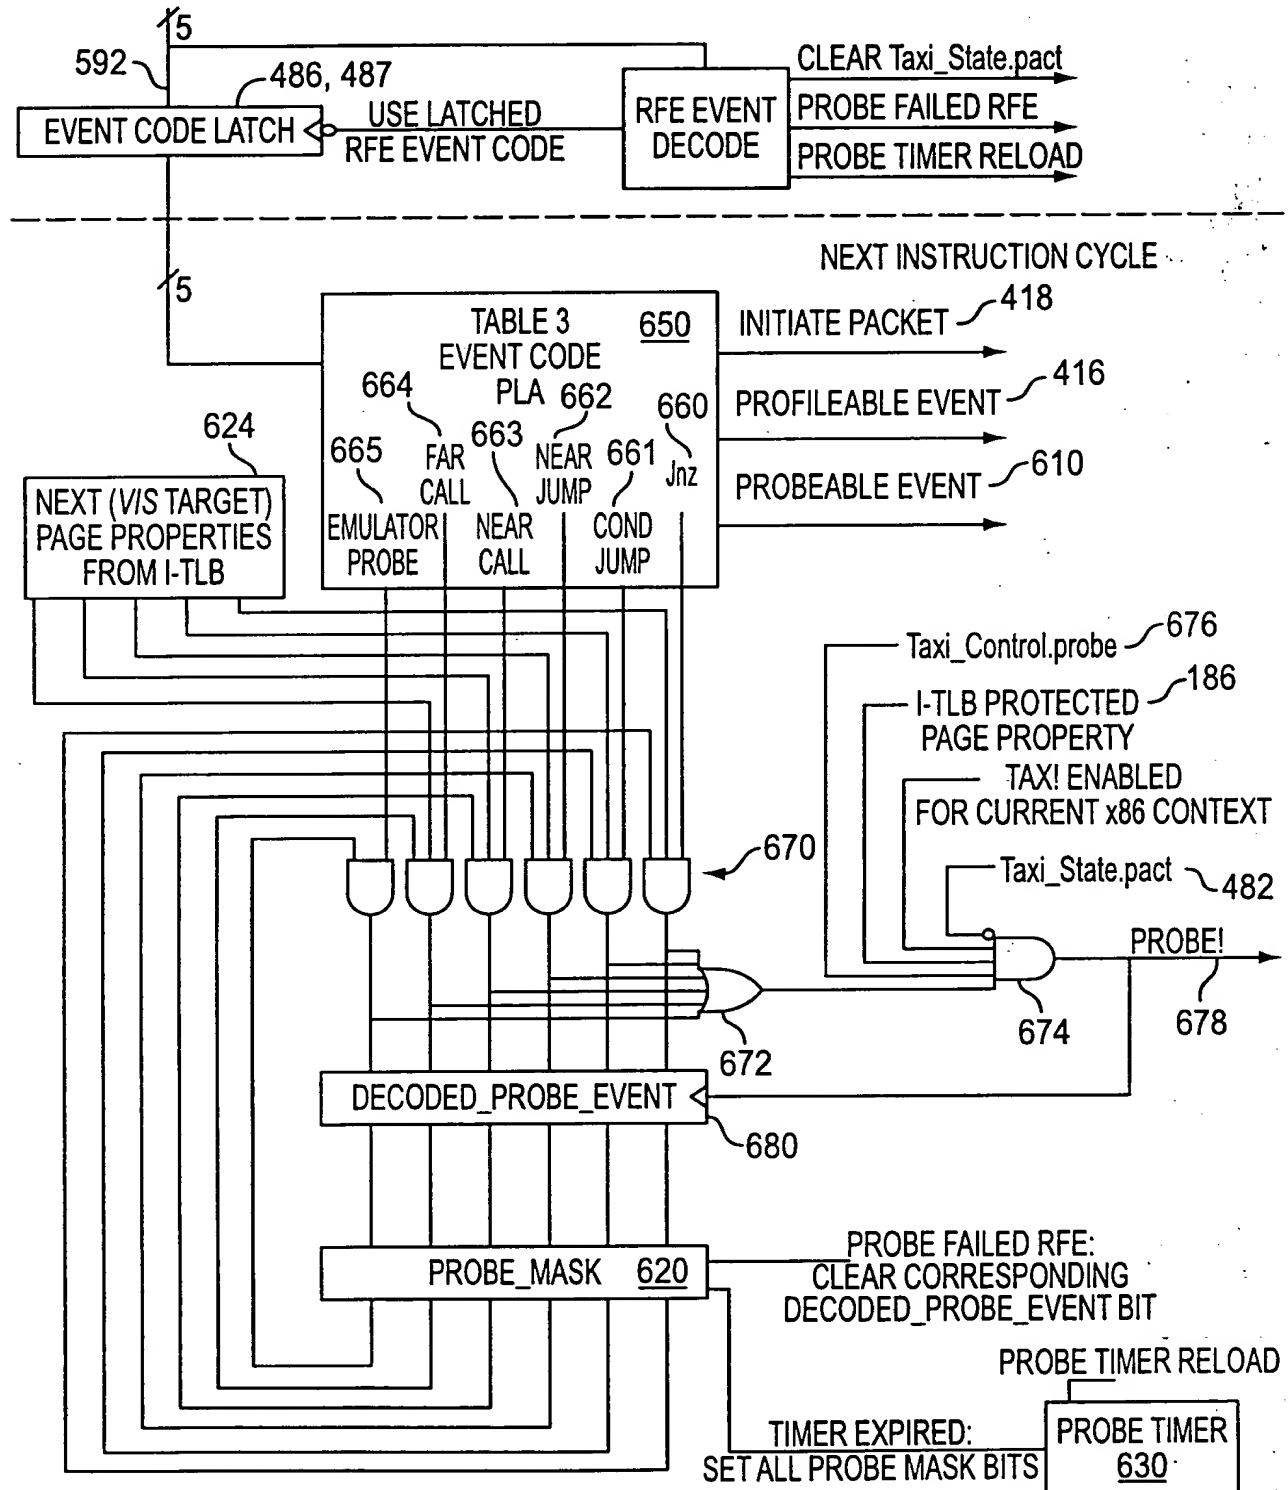 5
592
486, 487
EVENT CODE LATCH
USE LATCHED
RFE EVENT CODE
RFE EVENT
DECODE
CLEAR Taxi_State.pact
PROBE FAILED RFE
PROBE TIMER RELOAD
NEXT INSTRUCTION CYCLE
5
TABLE 3
EVENT CODE
PLA
650
INITIATE PACKET
418
PROFILEABLE EVENT
416
PROBEABLE EVENT
610
664
662
660
624
665
FAR
CALL
663
NEAR
JUMP
661
Jnz
EMULATOR
PROBE
NEAR
CALL
COND
JUMP
NEXT (V/S TARGET)
PAGE PROPERTIES
FROM I-TLB
Taxi_Control.probe
676
I-TLB PROTECTED
PAGE PROPERTY
186
TAX! ENABLED
FOR CURRENT x86 CONTEXT
Taxi_State.pact
482
670
PROBE!
672
674
678
DECODED_PROBE_EVENT
680
PROBE_MASK
620
PROBE FAILED RFE:
CLEAR CORRESPONDING
DECODED_PROBE_EVENT BIT
PROBE TIMER RELOAD
TIMER EXPIRED:
SET ALL PROBE MASK BITS
PROBE TIMER
630